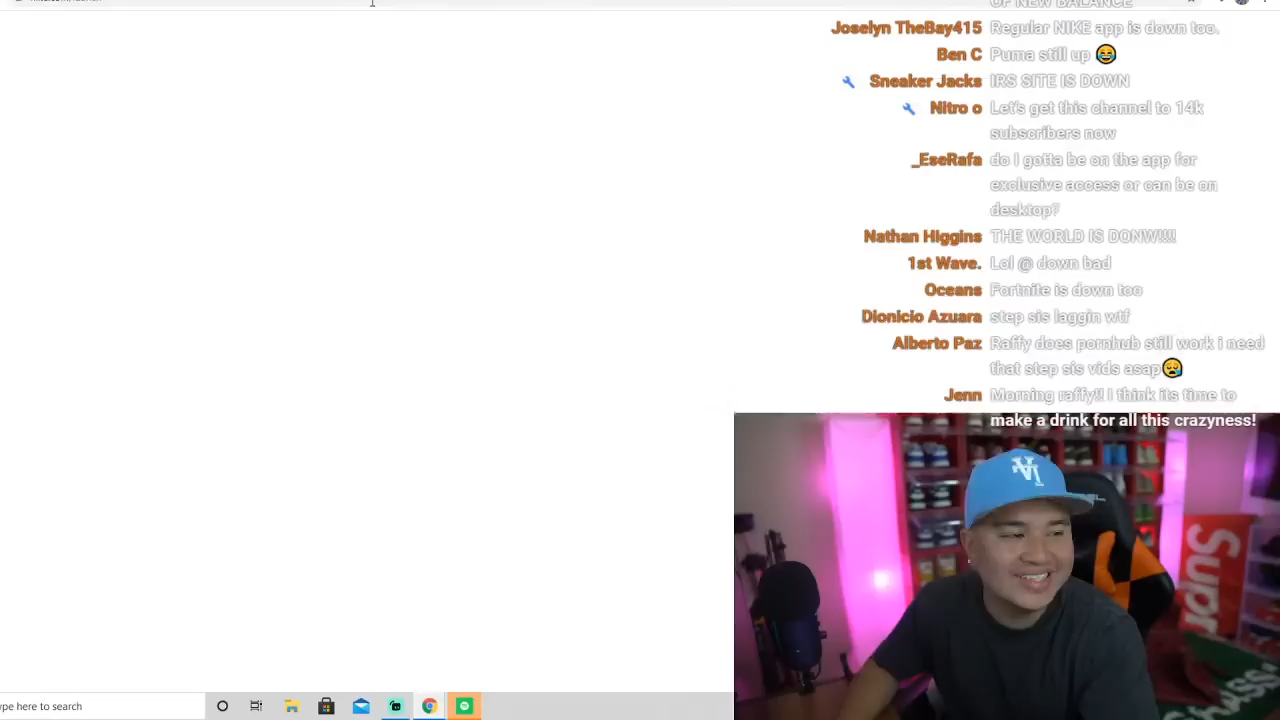 OF NEW BALANCE
Joselyn TheBay415 Regular NIKE app is down too.
Ben C Puma still up 😂
Sneaker Jacks IRS SITE IS DOWN
Nitro o Let's get this channel to 14k
subscribers now
_EseRafa do I gotta be on the app for
exclusive access or can be on
desktop?
Nathan Higgins THE WORLD IS DONW!!!!
1st Wave. Lol @ down bad
Oceans Fortnite is down too
Dionicio Azuara step sis laggin wtf
Alberto Paz Raffy does pornhub still work i need
that step sis vids asap😢
Jenn Morning raffy!! I think its time to
make a drink for all this crazyness!
Supr
ype here to search